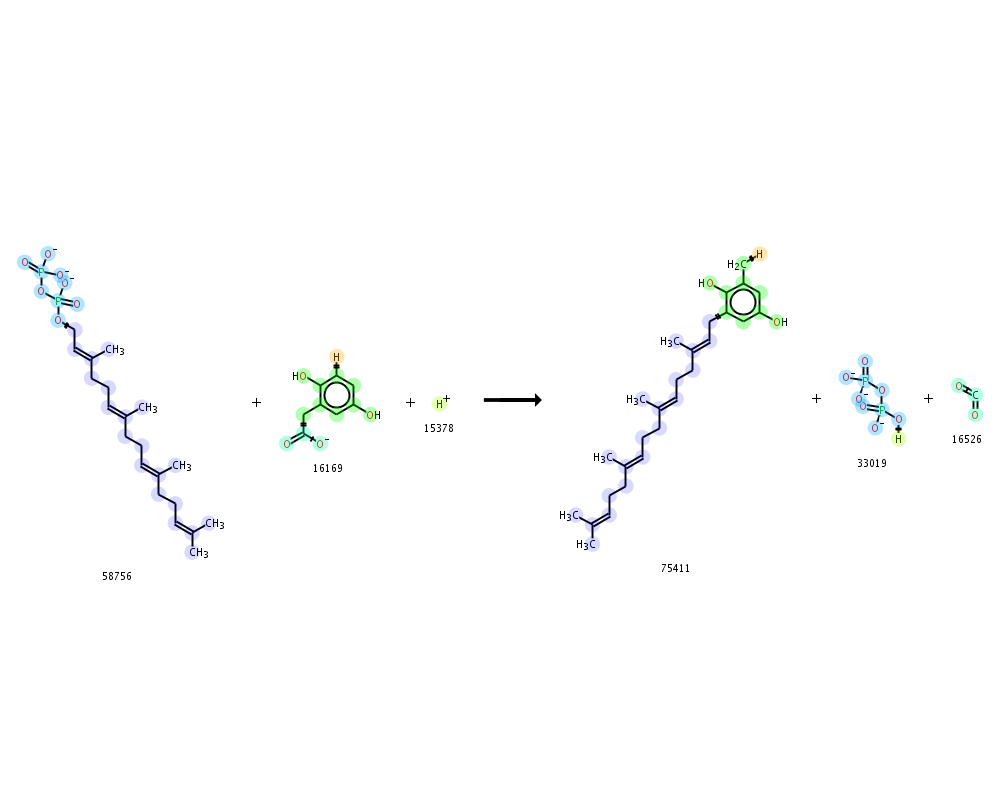 O⁻
O P O⁻
O⁻
O P O
O
CH₃
CH₃
CH₃
CH₃
CH₃
58756
+
H
HO
OH
O O⁻
16169
+
H⁺
15378
H
H₂C
HO
OH
H₃C
H₃C
H₃C
H₃C
H₃C
75411
+
O
O⁻ P O
O⁻
O P O
O⁻ H
33019
+
O
C
O
16526